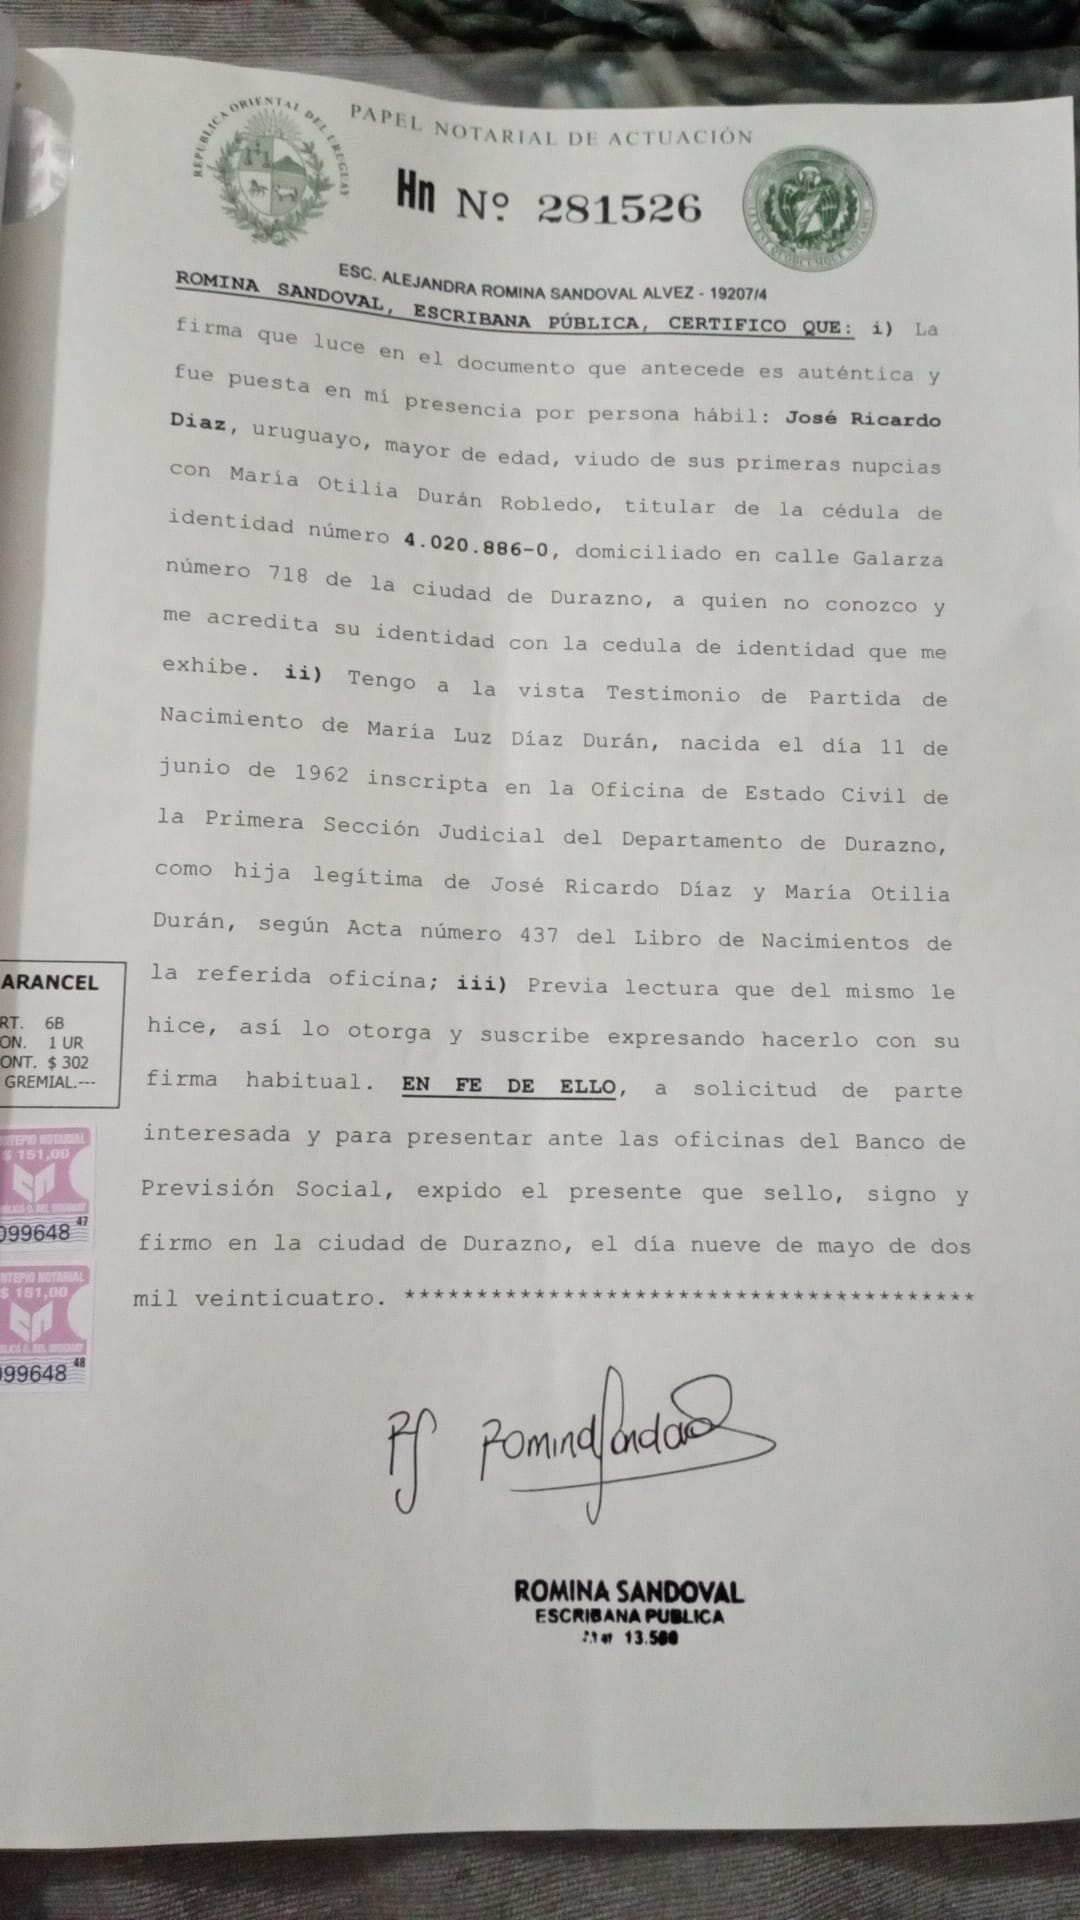 REPUBLICA ORIENTAL DEL URUGUAY
PAPEL NOTARIAL DE ACTUACIÓN
Hn Nº 281526
ESC. ALEJANDRA ROMINA SANDOVAL ALVEZ - 19207/4
ROMINA SANDOVAL, ESCRIBANA PÚBLICA, CERTIFICO QUE: i) La
firma que luce en el documento que antecede es auténtica y
fue puesta en mí presencia por persona hábil: José Ricardo
Diaz, uruguayo, mayor de edad, viudo de sus primeras nupcias
con María Otilia Durán Robledo, titular de la cédula de
identidad número 4.020.886-0, domiciliado en calle Galarza
número 718 de la ciudad de Durazno, a quien no conozco y
me acredita su identidad con la cedula de identidad que me
exhibe. ii) Tengo a la vista Testimonio de Partida de
Nacimiento de María Luz Díaz Durán, nacida el día 11 de
junio de 1962 inscripta en la Oficina de Estado Civil de
la Primera Sección Judicial del Departamento de Durazno,
como hija legítima de José Ricardo Díaz y María Otilia
Durán, según Acta número 437 del Libro de Nacimientos de
la referida oficina; iii) Previa lectura que del mismo le
hice, así lo otorga y suscribe expresando hacerlo con su
firma habitual. EN FE DE ELLO, a solicitud de parte
interesada y para presentar ante las oficinas del Banco de
Previsión Social, expido el presente que sello, signo y
firmo en la ciudad de Durazno, el día nueve de mayo de dos
mil veinticuatro. ****************************************
ARANCEL
RT. 6B
ON. 1 UR
ONT. $ 302
GREMIAL.---
NTEPIO NOTARIAL
$ 151,00
099648 47
NTEPIO NOTARIAL
$ 151,00
099648 48
RS Romina Sandoval
ROMINA SANDOVAL
ESCRIBANA PUBLICA
13.500